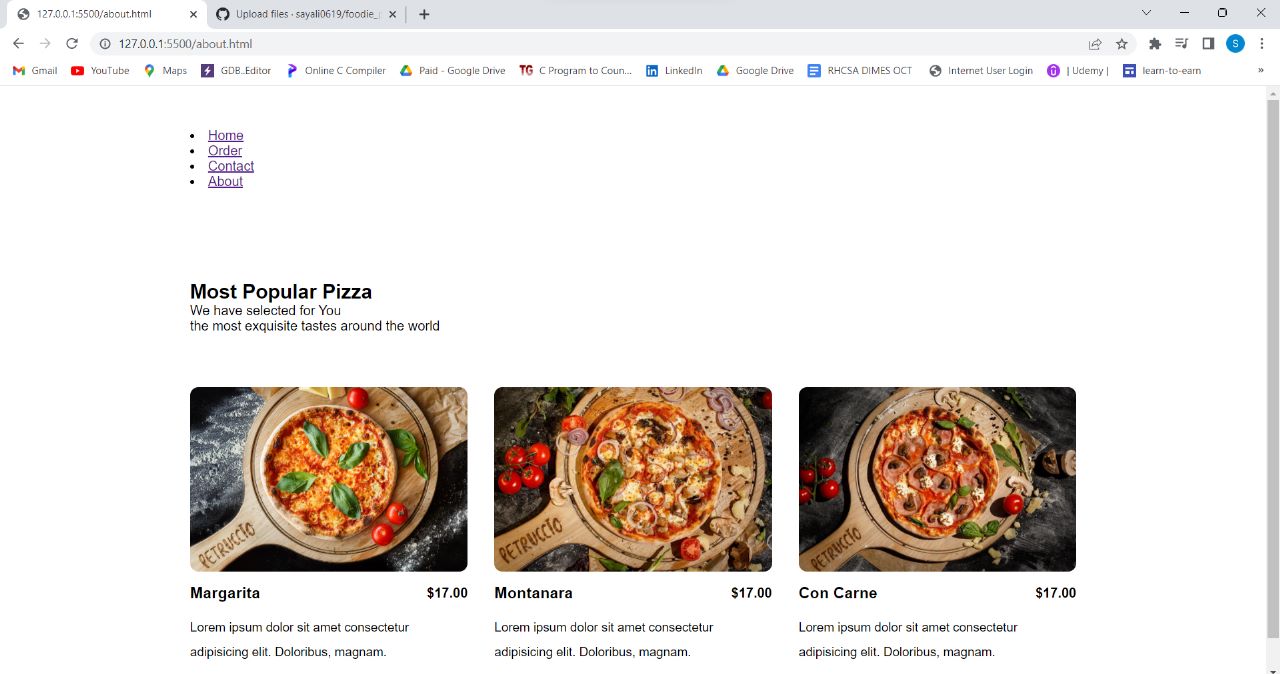 127.0.0.1:5500/about.html
Upload files · sayali0619/foodie_
127.0.0.1:5500/about.html
S
Gmail YouTube Maps GDB_Editor Online C Compiler Paid - Google Drive TG C Program to Coun... in LinkedIn Google Drive RHCSA DIMES OCT Internet User Login | Udemy | learn-to-earn »
Home
Order
Contact
About
Most Popular Pizza
We have selected for You
the most exquisite tastes around the world
PETRUCCIO PETRUCCIO PETRUCCIO
Margarita $17.00 Montanara $17.00 Con Carne $17.00
Lorem ipsum dolor sit amet consectetur Lorem ipsum dolor sit amet consectetur Lorem ipsum dolor sit amet consectetur
adipisicing elit. Doloribus, magnam. adipisicing elit. Doloribus, magnam. adipisicing elit. Doloribus, magnam.